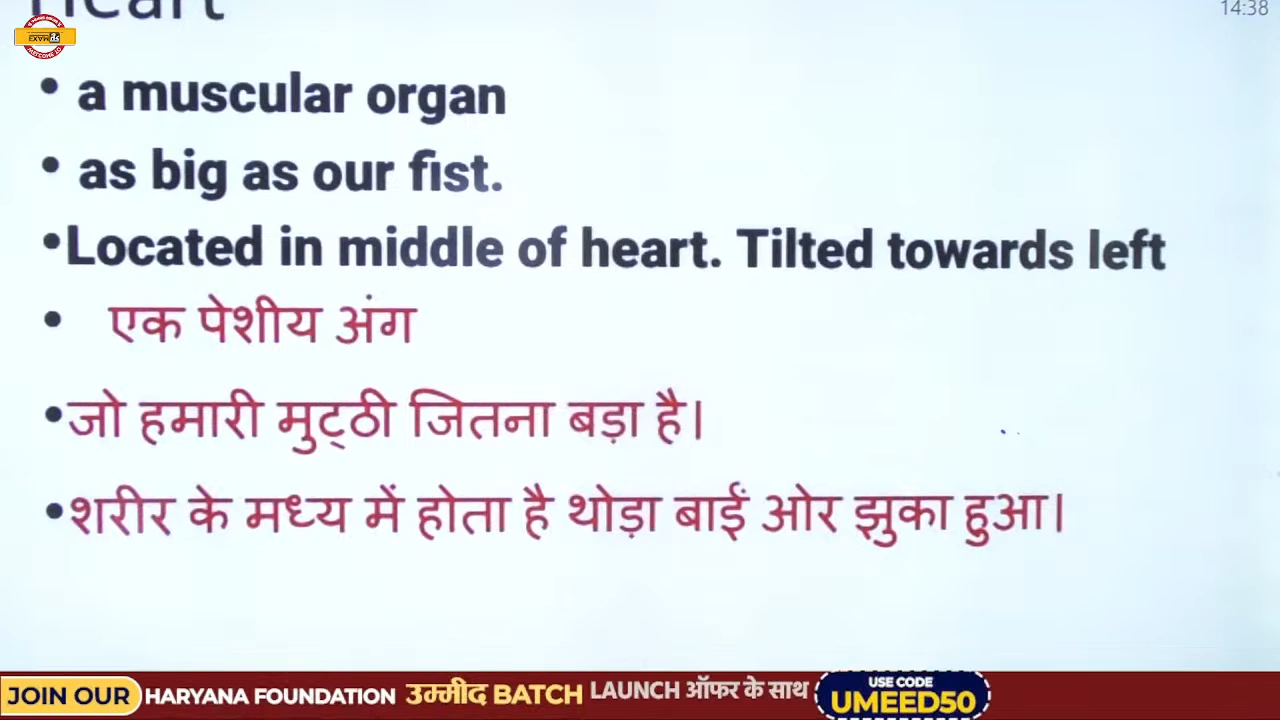 Heart
14:38
• a muscular organ
• as big as our fist.
•Located in middle of heart. Tilted towards left
• एक पेशीय अंग
•जो हमारी मुट्ठी जितना बड़ा है।
•शरीर के मध्य में होता है थोड़ा बाईं ओर झुका हुआ।
JOIN OUR HARYANA FOUNDATION उम्मीद BATCH LAUNCH ऑफर के साथ USE CODE
UMEED50